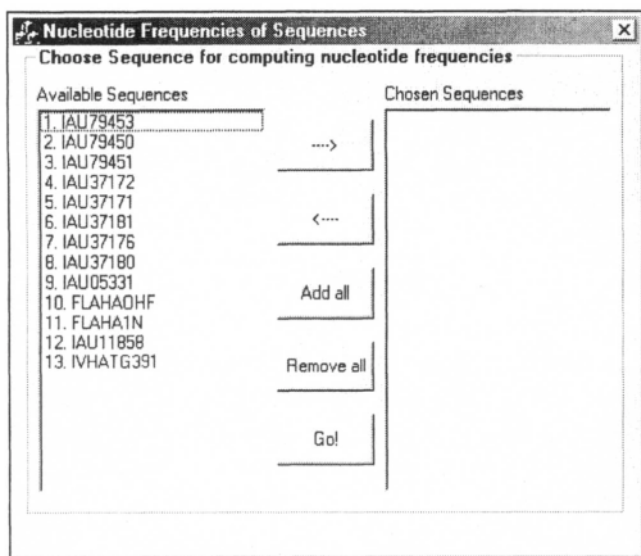 Nucleotide Frequencies of Sequences
Choose Sequence for computing nucleotide frequencies
Available Sequences
1. IAU79453
2. IAU79450
3. IAU79451
4. IAU37172
5. IAU37171
6. IAU37181
7. IAU37176
8. IAU37180
9. IAU05331
10. FLAHAOHF
11. FLAHA1N
12. IAU11858
13. IVHATG391
---->
<----
Add all
Remove all
Go!
Chosen Sequences